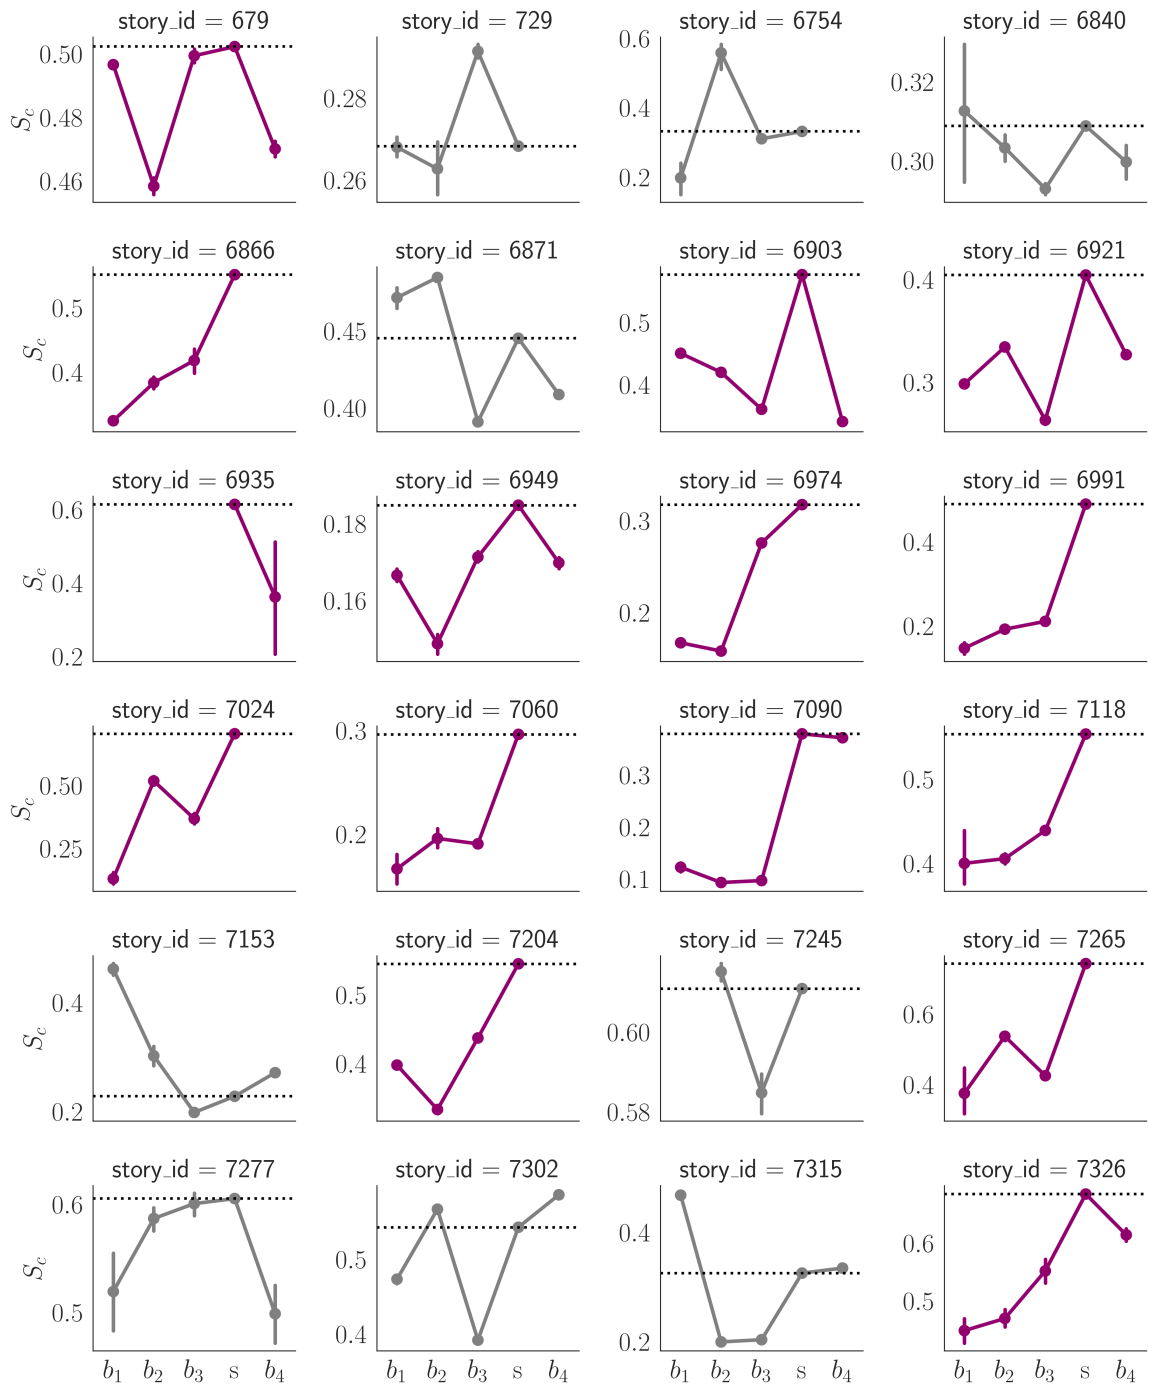 story_id = 679 story_id = 729 story_id = 6754 story_id = 6840
0.50 0.48 0.46 S_c 0.28 0.26 0.6 0.4 0.2 0.32 0.30
story_id = 6866 story_id = 6871 story_id = 6903 story_id = 6921
0.5 0.4 S_c 0.45 0.40 0.5 0.4 0.4 0.3
story_id = 6935 story_id = 6949 story_id = 6974 story_id = 6991
0.6 0.4 0.2 S_c 0.18 0.16 0.3 0.2 0.4 0.2
story_id = 7024 story_id = 7060 story_id = 7090 story_id = 7118
0.50 0.25 S_c 0.3 0.2 0.3 0.2 0.1 0.5 0.4
story_id = 7153 story_id = 7204 story_id = 7245 story_id = 7265
0.4 0.2 S_c 0.5 0.4 0.60 0.58 0.6 0.4
story_id = 7277 story_id = 7302 story_id = 7315 story_id = 7326
0.6 0.5 S_c 0.5 0.4 0.4 0.2 0.6 0.5
b_1 b_2 b_3 s b_4 b_1 b_2 b_3 s b_4 b_1 b_2 b_3 s b_4 b_1 b_2 b_3 s b_4